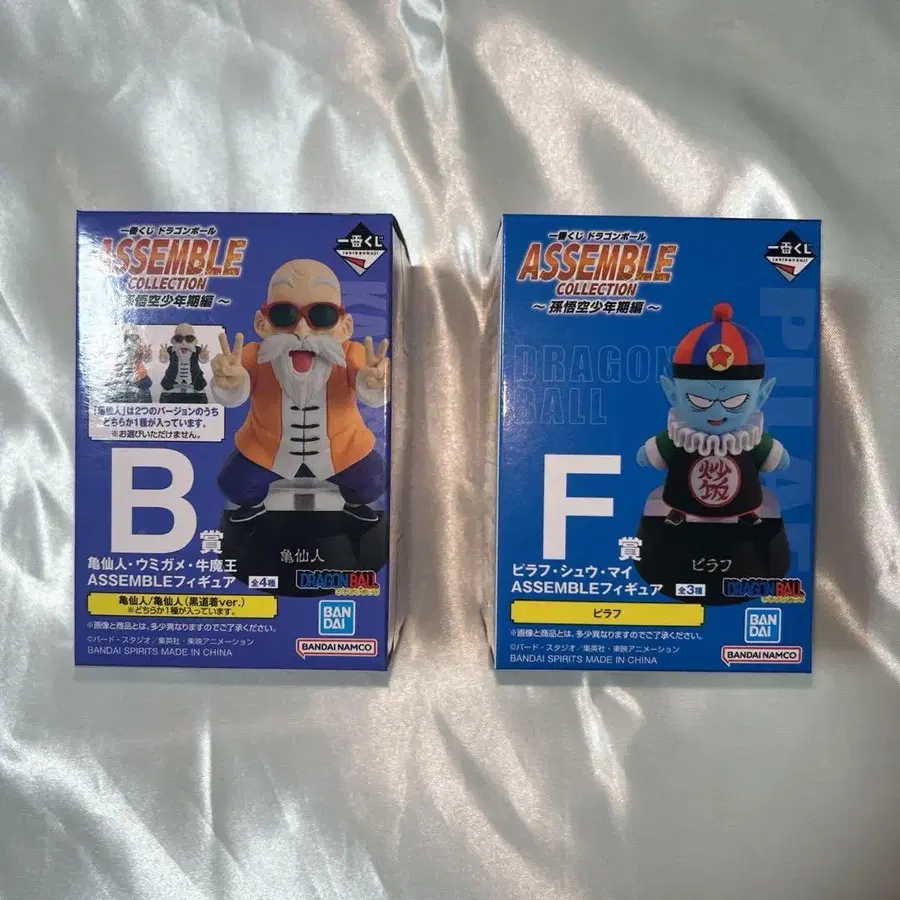 一番くじ ドラゴンボール
ASSEMBLE
COLLECTION
~ 孫悟空少年期編 ~
一番くじ
ichibankuji
「亀仙人」は2つのバージョンのうち
どちらか1種が入っています。
※お選びいただけません。
B賞
亀仙人
亀仙人・ウミガメ・牛魔王
ASSEMBLEフィギュア 全4種
DRAGON BALL
亀仙人/亀仙人(黒道着ver.)
※どちらか1種が入っています。
BAN
DAI
※画像と商品とは、多少異なりますのでご了承ください。
©バード・スタジオ/集英社・東映アニメーション
BANDAI SPIRITS MADE IN CHINA
BANDAI NAMCO
一番くじ ドラゴンボール
ASSEMBLE
COLLECTION
~ 孫悟空少年期編 ~
一番くじ
ichibankuji
DRAGON
BALL
PILAF
炒飯
F賞
ピラフ
ピラフ・シュウ・マイ
ASSEMBLEフィギュア 全3種
DRAGON BALL
ピラフ
BAN
DAI
※画像と商品とは、多少異なりますのでご了承ください。
©バード・スタジオ/集英社・東映アニメーション
BANDAI SPIRITS MADE IN CHINA
BANDAI NAMCO